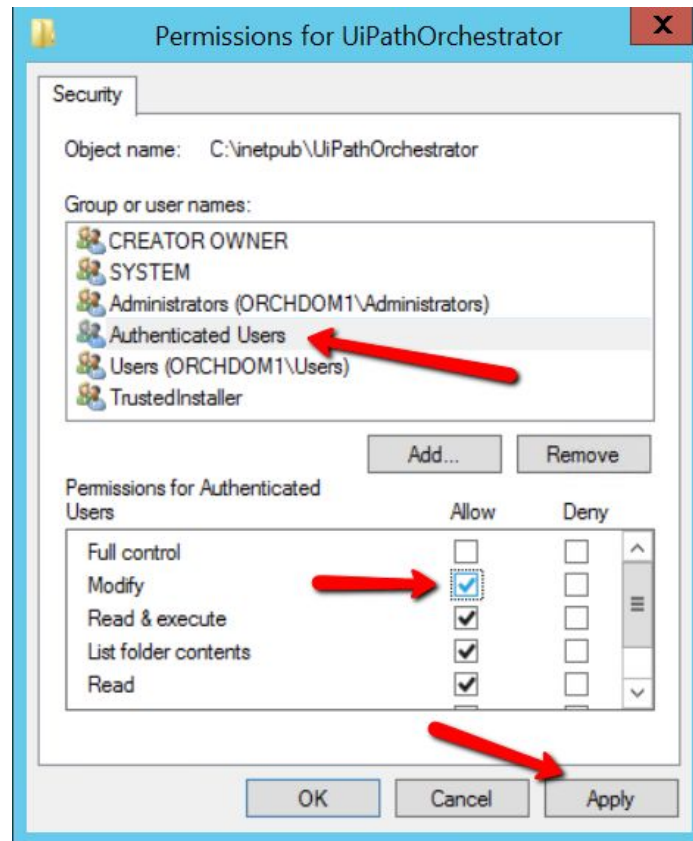 Permissions for UiPathOrchestrator
X
Security
Object name: C:\inetpub\UiPathOrchestrator
Group or user names:
CREATOR OWNER
SYSTEM
Administrators (ORCHDOM1\Administrators)
Authenticated Users
Users (ORCHDOM1\Users)
TrustedInstaller
Add... Remove
Permissions for Authenticated
Users Allow Deny
Full control
Modify
Read & execute
List folder contents
Read
OK Cancel Apply